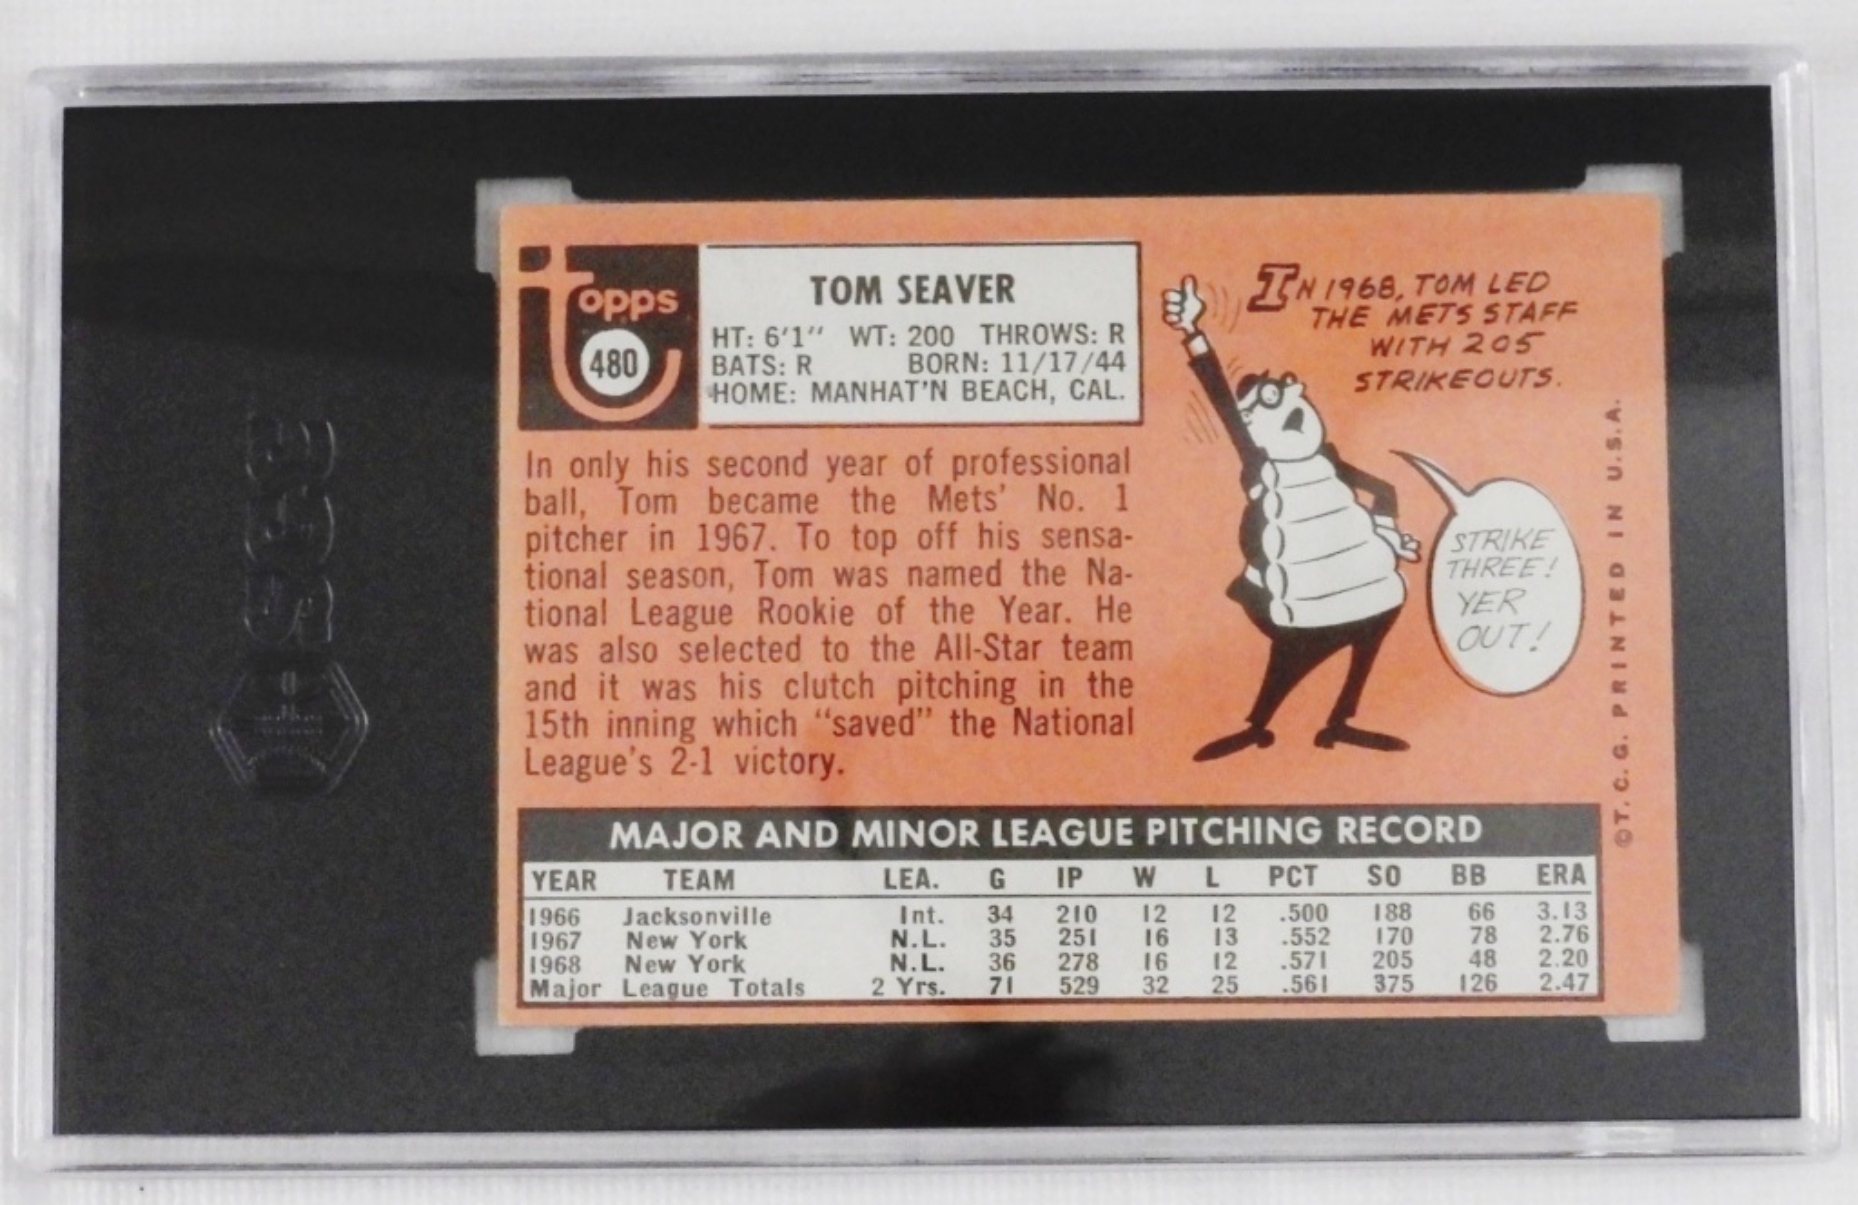 SGC
topps
480
TOM SEAVER
HT: 6'1" WT: 200 THROWS: R
BATS: R BORN: 11/17/44
HOME: MANHAT'N BEACH, CAL.
In only his second year of professional
ball, Tom became the Mets' No. 1
pitcher in 1967. To top off his sensa-
tional season, Tom was named the Na-
tional League Rookie of the Year. He
was also selected to the All-Star team
and it was his clutch pitching in the
15th inning which "saved" the National
League's 2-1 victory.
IN 1968, TOM LED
THE METS STAFF
WITH 205
STRIKEOUTS.
STRIKE
THREE!
YER
OUT!
©T.C.G. PRINTED IN U.S.A.
MAJOR AND MINOR LEAGUE PITCHING RECORD
YEAR TEAM LEA. G IP W L PCT SO BB ERA
1966 Jacksonville Int. 34 210 12 12 .500 188 66 3.13
1967 New York N.L. 35 251 16 13 .552 170 78 2.76
1968 New York N.L. 36 278 16 12 .571 205 48 2.20
Major League Totals 2 Yrs. 71 529 32 25 .561 375 126 2.47